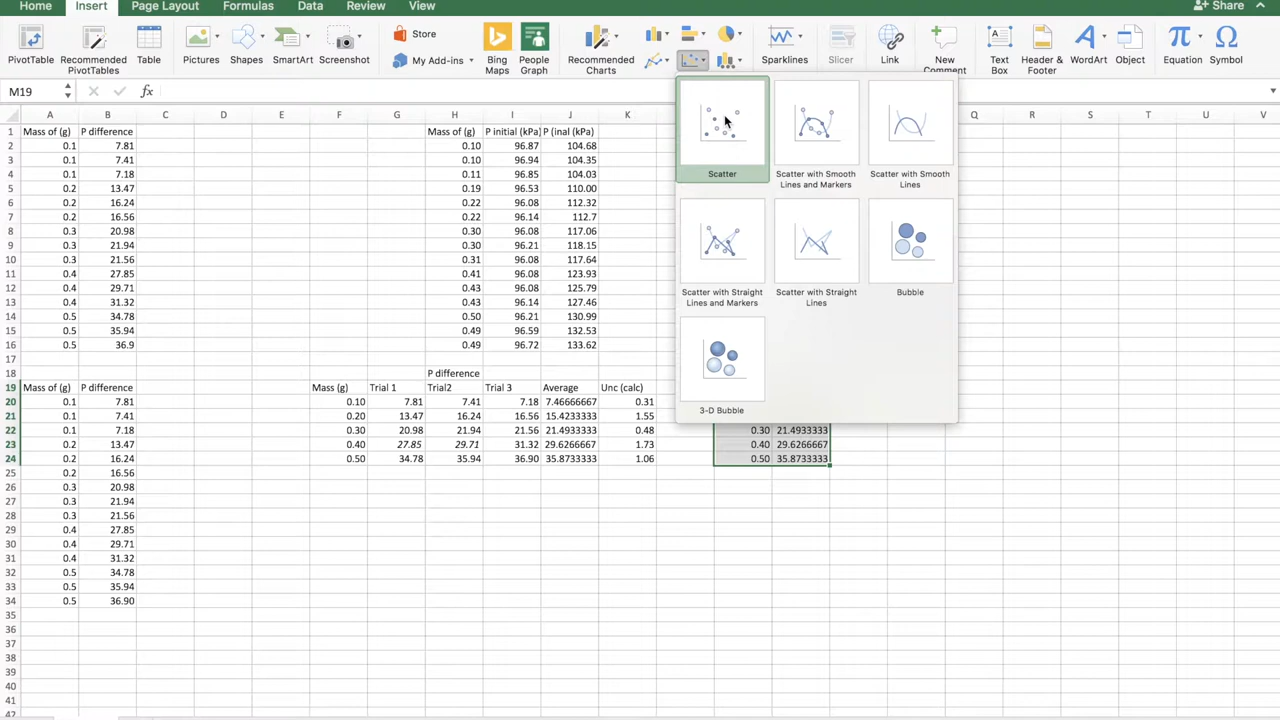 Home Insert Page Layout Formulas Data Review View Share
PivotTable Recommended PivotTables Table Pictures Shapes SmartArt Screenshot Store My Add-ins Bing Maps People Graph Recommended Charts Sparklines Slicer Link New Comment Text Box Header & Footer WordArt Object Equation Symbol
M19 fx
A B C D E F G H I J K Q R S T U V
1 Mass of (g) P difference Mass of (g) P initial (kPa) P (inal (kPa)
2 0.1 7.81 0.10 96.87 104.68
3 0.1 7.41 0.10 96.94 104.35
4 0.1 7.18 0.11 96.85 104.03
5 0.2 13.47 0.19 96.53 110.00
6 0.2 16.24 0.22 96.08 112.32
7 0.2 16.56 0.22 96.14 112.7
8 0.3 20.98 0.30 96.08 117.06
9 0.3 21.94 0.30 96.21 118.15
10 0.3 21.56 0.31 96.08 117.64
11 0.4 27.85 0.41 96.08 123.93
12 0.4 29.71 0.43 96.08 125.79
13 0.4 31.32 0.43 96.14 127.46
14 0.5 34.78 0.50 96.21 130.99
15 0.5 35.94 0.49 96.59 132.53
16 0.5 36.9 0.49 96.72 133.62
17
18 P difference
19 Mass of (g) P difference Mass (g) Trial 1 Trial2 Trial 3 Average Unc (calc)
20 0.1 7.81 0.10 7.81 7.41 7.18 7.46666667 0.31
21 0.1 7.41 0.20 13.47 16.24 16.56 15.4233333 1.55
22 0.1 7.18 0.30 20.98 21.94 21.56 21.4933333 0.48 0.30 21.4933333
23 0.2 13.47 0.40 27.85 29.71 31.32 29.6266667 1.73 0.40 29.6266667
24 0.2 16.24 0.50 34.78 35.94 36.90 35.8733333 1.06 0.50 35.8733333
25 0.2 16.56
26 0.3 20.98
27 0.3 21.94
28 0.3 21.56
29 0.4 27.85
30 0.4 29.71
31 0.4 31.32
32 0.5 34.78
33 0.5 35.94
34 0.5 36.90
35
36
37
38
39
40
41
42
Scatter
Scatter with Smooth Lines and Markers
Scatter with Smooth Lines
Scatter with Straight Lines and Markers
Scatter with Straight Lines
Bubble
3-D Bubble